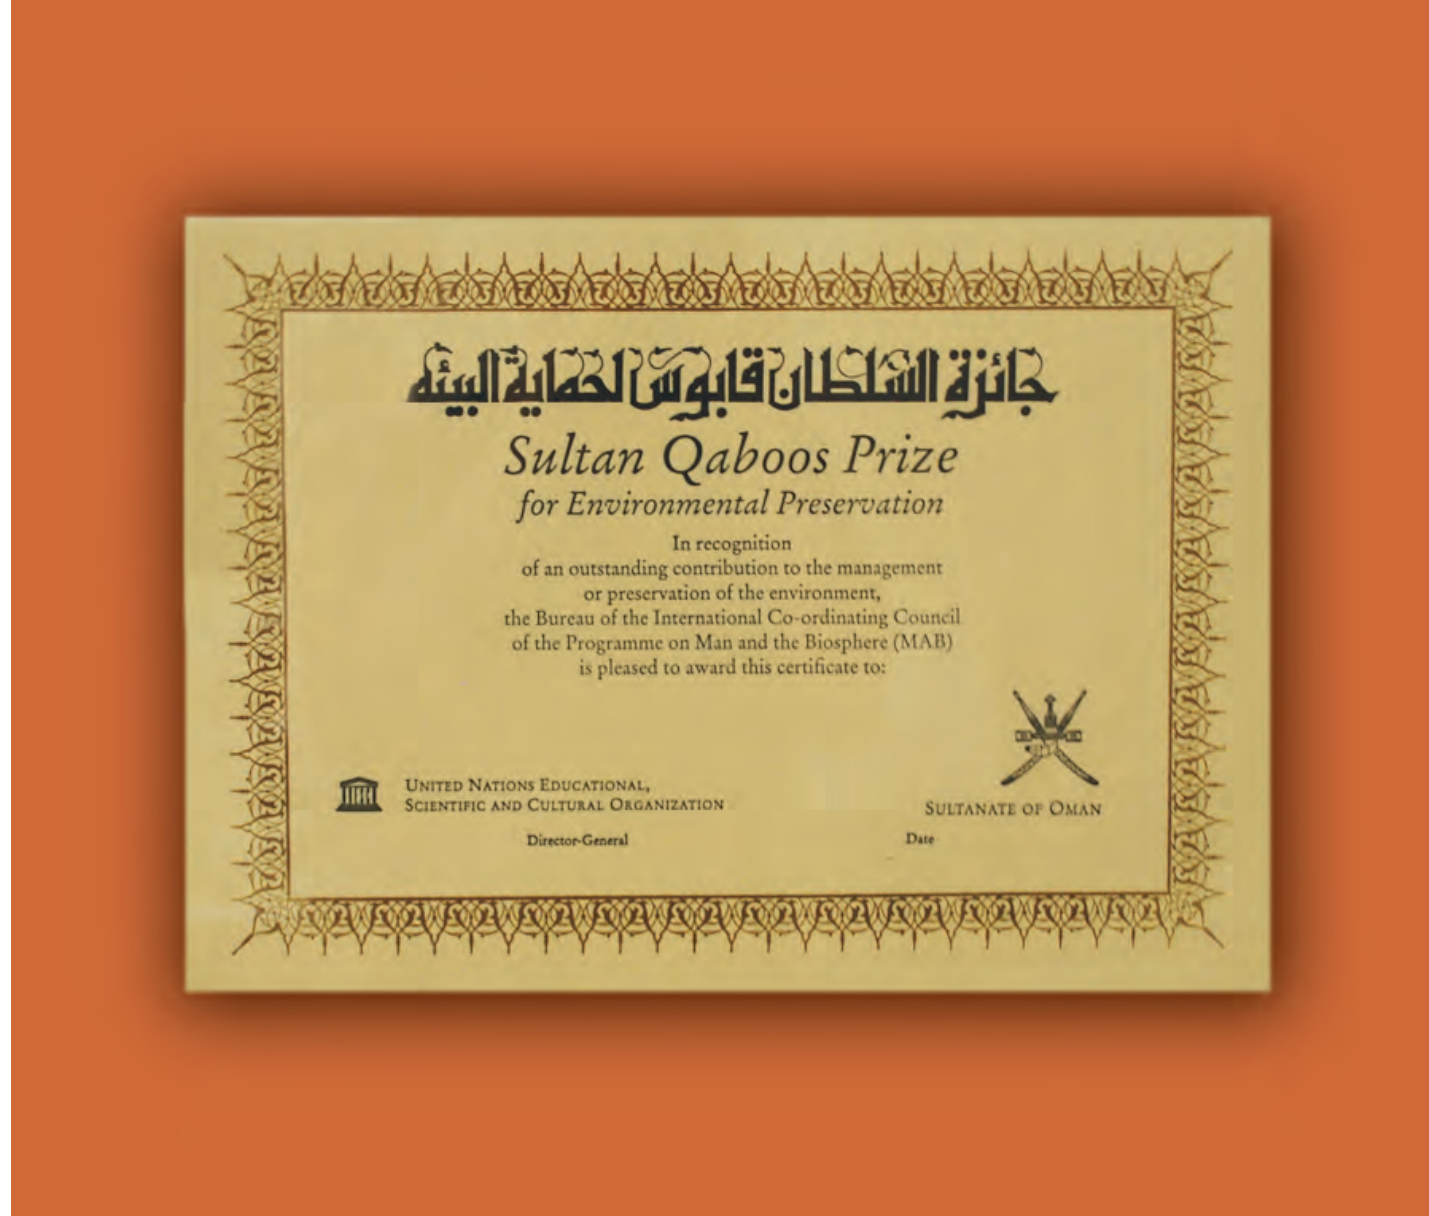 جائزة السلطان قابوس لحماية البيئه
Sultan Qaboos Prize
for Environmental Preservation
In recognition
of an outstanding contribution to the management
or preservation of the environment,
the Bureau of the International Co-ordinating Council
of the Programme on Man and the Biosphere (MAB)
is pleased to award this certificate to:
UNITED NATIONS EDUCATIONAL,
SCIENTIFIC AND CULTURAL ORGANIZATION
SULTANATE OF OMAN
Director-General
Date